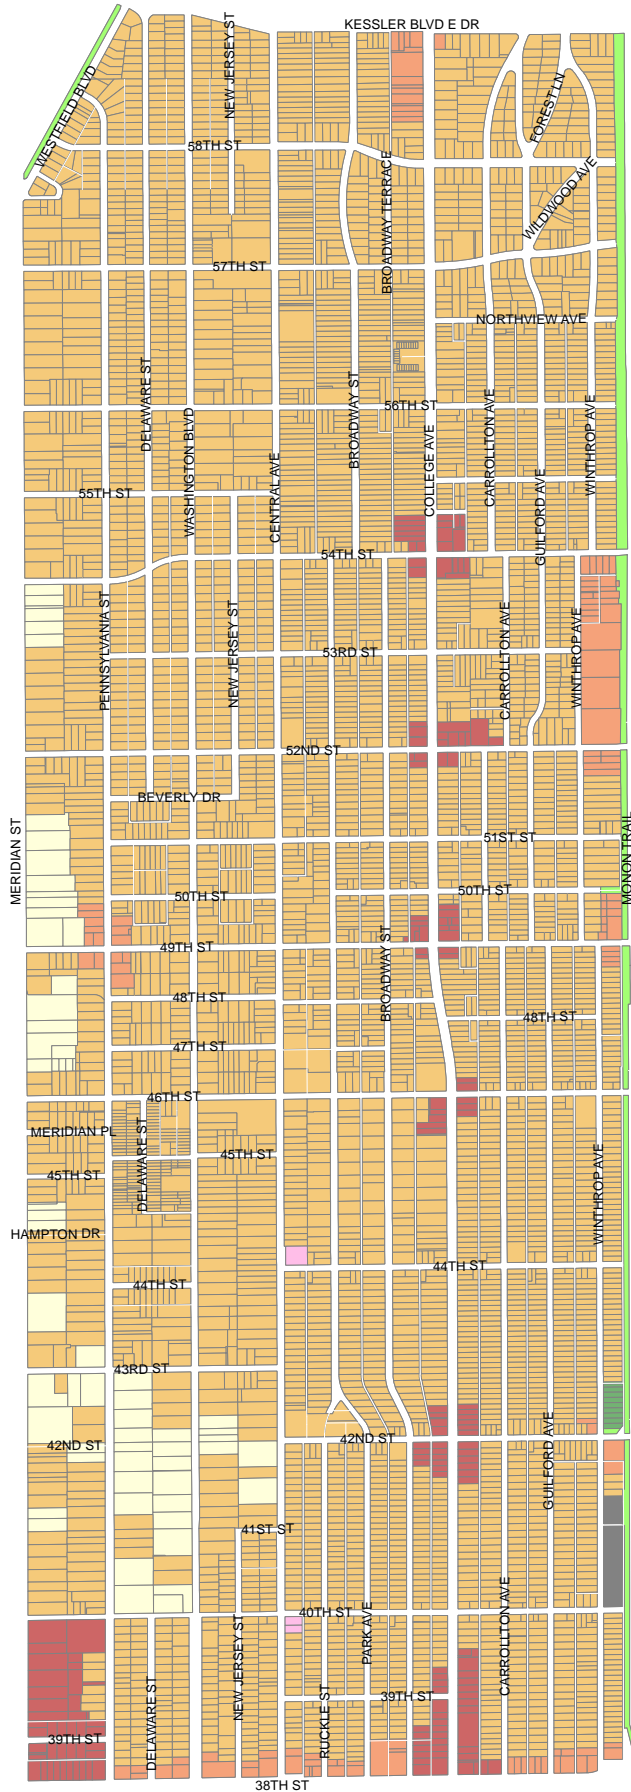 KESSLER BLVD E DR
NEW JERSEY ST
WESTFIELD BLVD
FOREST LN
58TH ST
BROADWAY TERRACE
WILDWOOD AVE
57TH ST
NORTHVIEW AVE
DELAWARE ST
BROADWAY ST
56TH ST
WASHINGTON BLVD
CENTRAL AVE
COLLEGE AVE
CARROLLTON AVE
WINTHROP AVE
GUILFORD AVE
55TH ST
54TH ST
PENNSYLVANIA ST
NEW JERSEY ST
53RD ST
CARROLLTON AVE
WINTHROP AVE
52ND ST
BEVERLY DR
MERIDIAN ST
51ST ST
MONON TRAIL
50TH ST
50TH ST
49TH ST
BROADWAY ST
48TH ST
48TH ST
47TH ST
46TH ST
MERIDIAN PL
DELAWARE ST
45TH ST
45TH ST
WINTHROP AVE
HAMPTON DR
44TH ST
44TH ST
43RD ST
42ND ST
42ND ST
GUILFORD AVE
41ST ST
40TH ST
PARK AVE
CARROLLTON AVE
NEW JERSEY ST
DELAWARE ST
RUCKLE ST
39TH ST
39TH ST
38TH ST